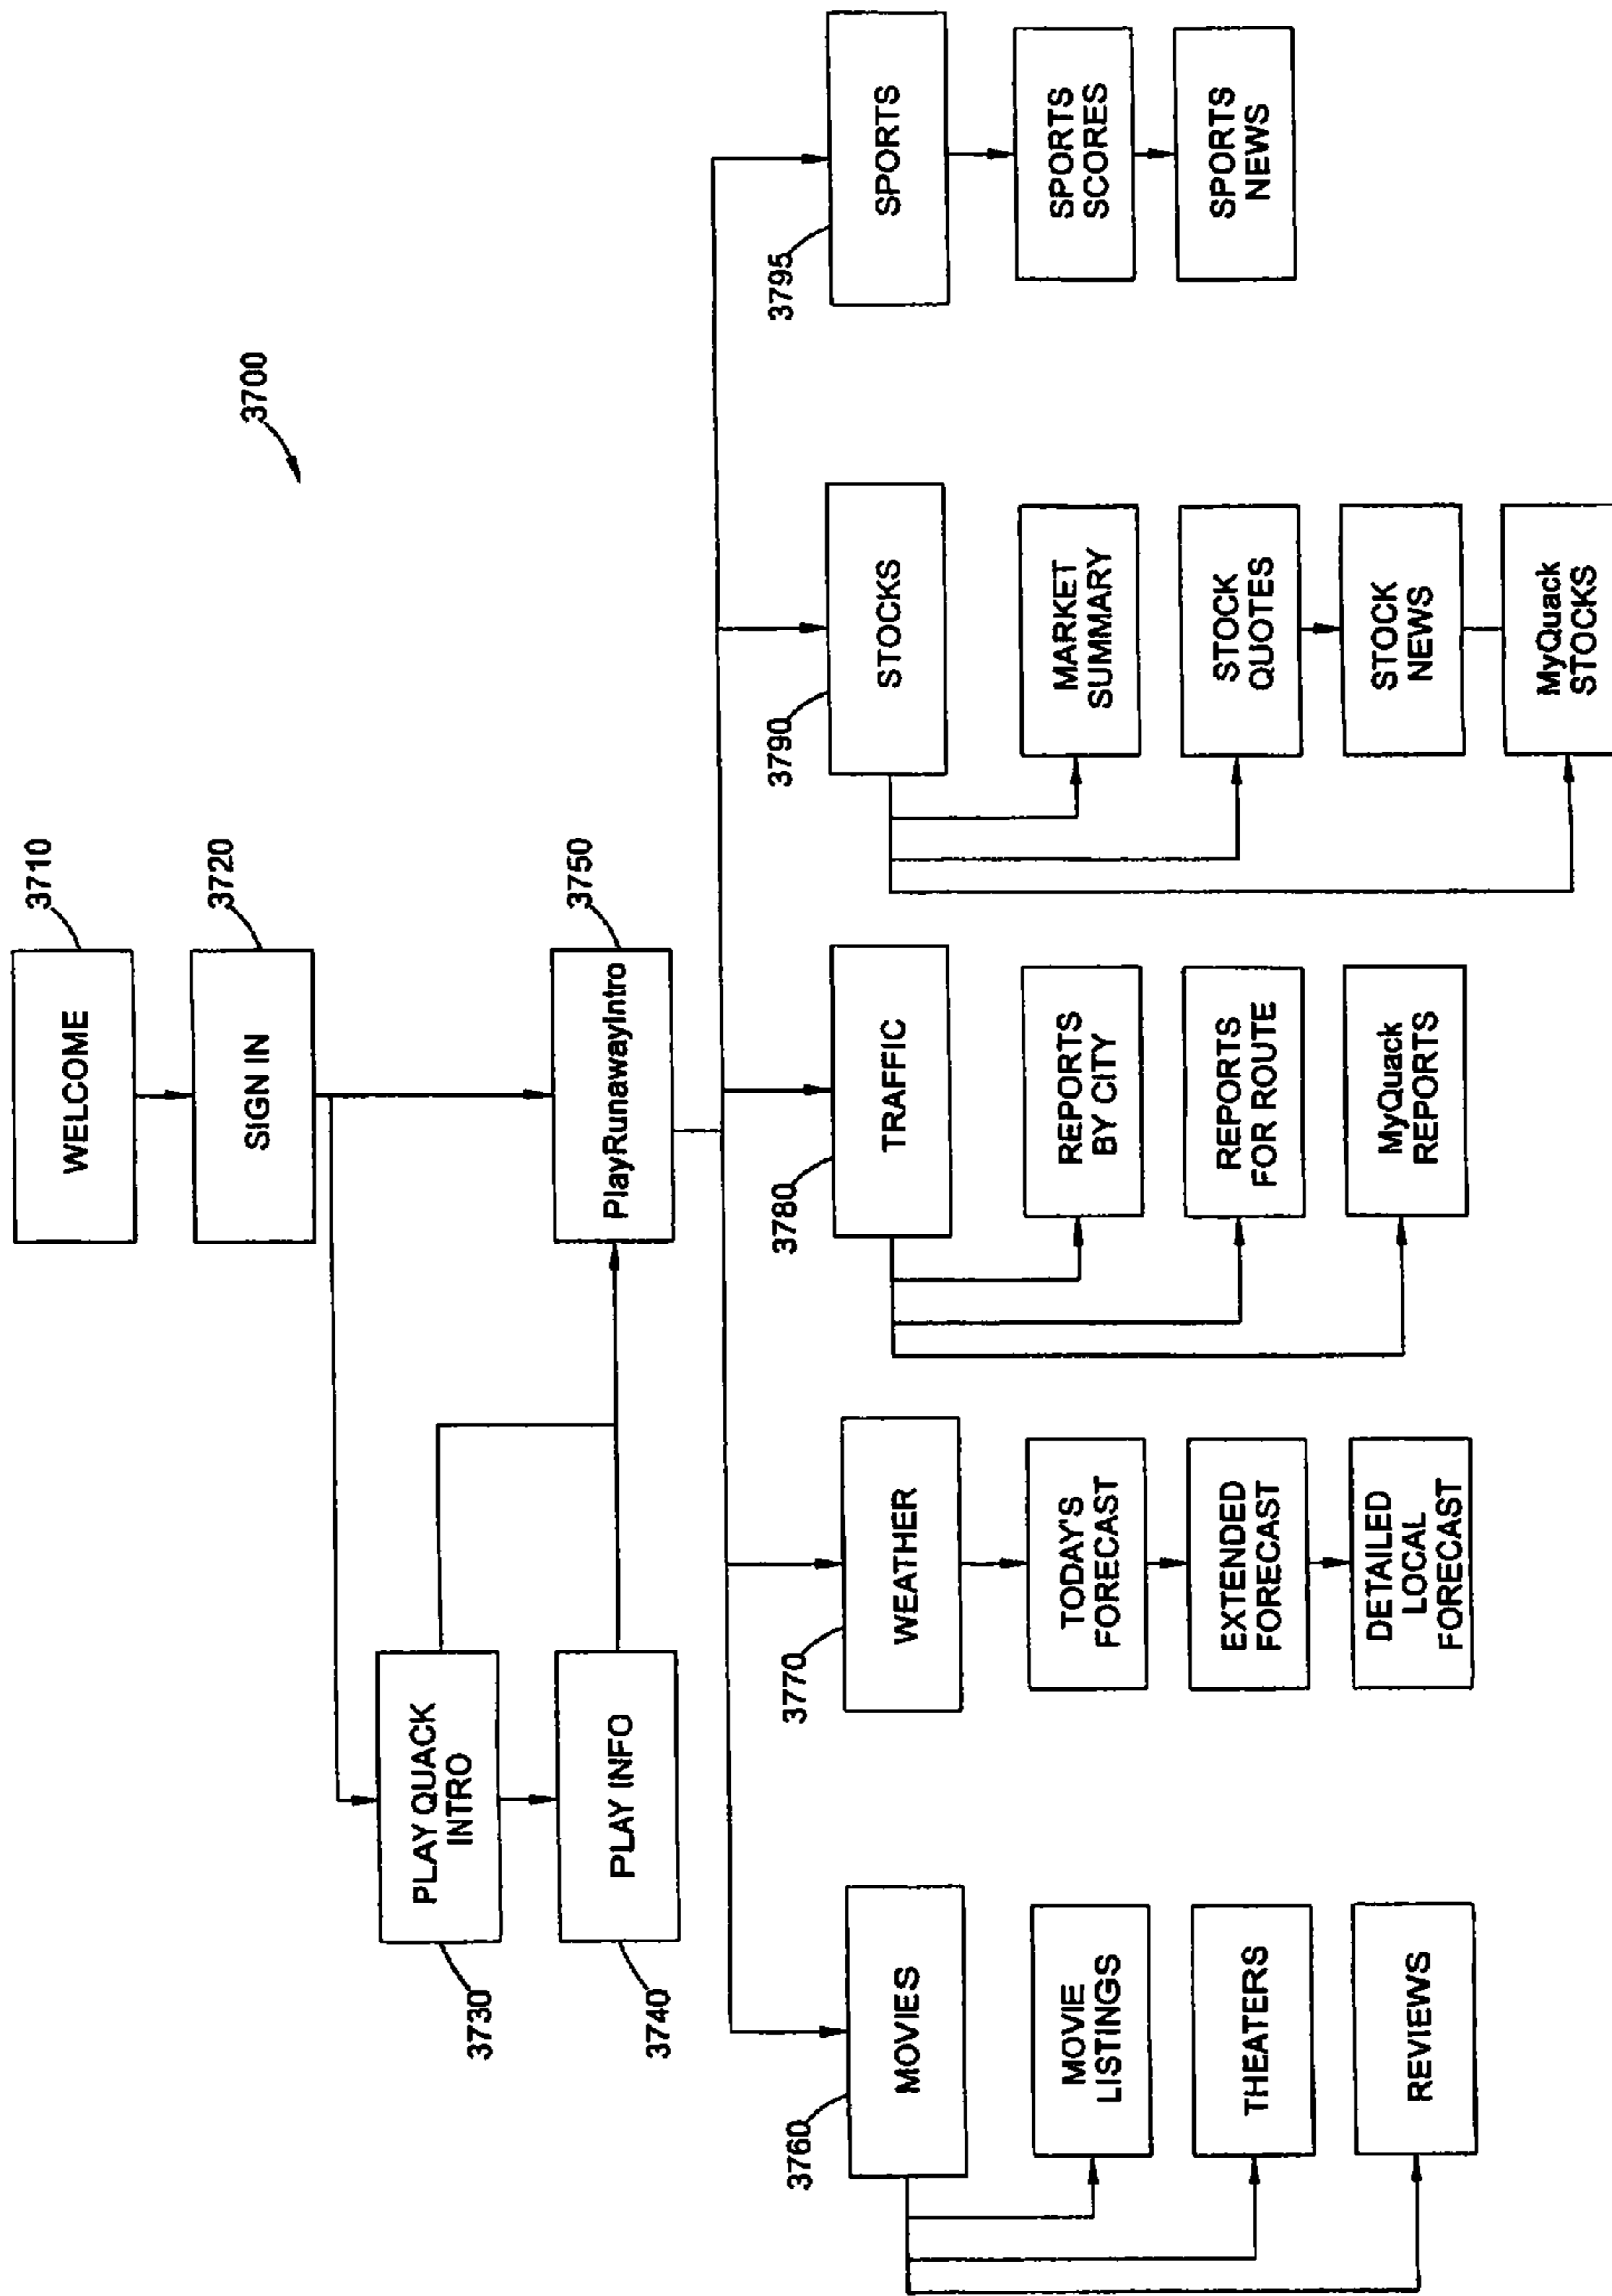 3700
WELCOME
3710
SIGN IN
3720
PLAY QUACK
INTRO
3730
PLAY INFO
3740
PlayRunawayIntro
3750
MOVIES
3760
MOVIE
LISTINGS
THEATERS
REVIEWS
WEATHER
3770
TODAY'S
FORECAST
EXTENDED
FORECAST
DETAILED
LOCAL
FORECAST
TRAFFIC
3780
REPORTS
BY CITY
REPORTS
FOR ROUTE
MyQuack
REPORTS
STOCKS
3790
MARKET
SUMMARY
STOCK
QUOTES
STOCK
NEWS
MyQuack
STOCKS
SPORTS
3795
SPORTS
SCORES
SPORTS
NEWS